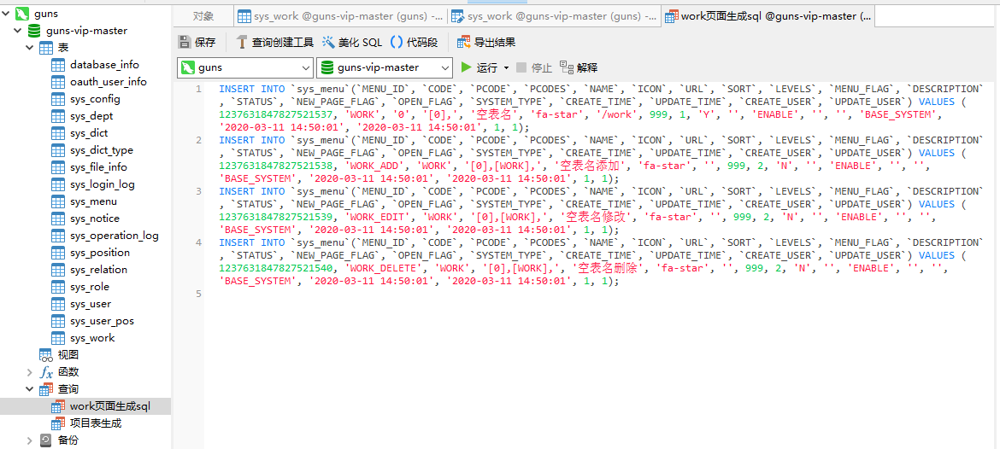 guns
guns-vip-master
表
database_info
oauth_user_info
sys_config
sys_dept
sys_dict
sys_dict_type
sys_file_info
sys_login_log
sys_menu
sys_notice
sys_operation_log
sys_position
sys_relation
sys_role
sys_user
sys_user_pos
sys_work
视图
fx 函数
查询
work页面生成sql
项目表生成
备份
对象 sys_work @guns-vip-master (guns) -... sys_work @guns-vip-master (guns) -... work页面生成sql @guns-vip-master (...
保存 查询创建工具 美化 SQL () 代码段 导出结果
guns guns-vip-master 运行 停止 解释
1 INSERT INTO `sys_menu`(`MENU_ID`, `CODE`, `PCODE`, `PCODES`, `NAME`, `ICON`, `URL`, `SORT`, `LEVELS`, `MENU_FLAG`, `DESCRIPTION`
, `STATUS`, `NEW_PAGE_FLAG`, `OPEN_FLAG`, `SYSTEM_TYPE`, `CREATE_TIME`, `UPDATE_TIME`, `CREATE_USER`, `UPDATE_USER`) VALUES (
1237631847827521537, 'WORK', '0', '[0],', '空表名', 'fa-star', '/work', 999, 1, 'Y', '', 'ENABLE', '', '', 'BASE_SYSTEM',
'2020-03-11 14:50:01', '2020-03-11 14:50:01', 1, 1);
2 INSERT INTO `sys_menu`(`MENU_ID`, `CODE`, `PCODE`, `PCODES`, `NAME`, `ICON`, `URL`, `SORT`, `LEVELS`, `MENU_FLAG`, `DESCRIPTION`
, `STATUS`, `NEW_PAGE_FLAG`, `OPEN_FLAG`, `SYSTEM_TYPE`, `CREATE_TIME`, `UPDATE_TIME`, `CREATE_USER`, `UPDATE_USER`) VALUES (
1237631847827521538, 'WORK_ADD', 'WORK', '[0],[WORK],', '空表名添加', 'fa-star', '', 999, 2, 'N', '', 'ENABLE', '', '',
'BASE_SYSTEM', '2020-03-11 14:50:01', '2020-03-11 14:50:01', 1, 1);
3 INSERT INTO `sys_menu`(`MENU_ID`, `CODE`, `PCODE`, `PCODES`, `NAME`, `ICON`, `URL`, `SORT`, `LEVELS`, `MENU_FLAG`, `DESCRIPTION`
, `STATUS`, `NEW_PAGE_FLAG`, `OPEN_FLAG`, `SYSTEM_TYPE`, `CREATE_TIME`, `UPDATE_TIME`, `CREATE_USER`, `UPDATE_USER`) VALUES (
1237631847827521539, 'WORK_EDIT', 'WORK', '[0],[WORK],', '空表名修改', 'fa-star', '', 999, 2, 'N', '', 'ENABLE', '', '',
'BASE_SYSTEM', '2020-03-11 14:50:01', '2020-03-11 14:50:01', 1, 1);
4 INSERT INTO `sys_menu`(`MENU_ID`, `CODE`, `PCODE`, `PCODES`, `NAME`, `ICON`, `URL`, `SORT`, `LEVELS`, `MENU_FLAG`, `DESCRIPTION`
, `STATUS`, `NEW_PAGE_FLAG`, `OPEN_FLAG`, `SYSTEM_TYPE`, `CREATE_TIME`, `UPDATE_TIME`, `CREATE_USER`, `UPDATE_USER`) VALUES (
1237631847827521540, 'WORK_DELETE', 'WORK', '[0],[WORK],', '空表名删除', 'fa-star', '', 999, 2, 'N', '', 'ENABLE', '', '',
'BASE_SYSTEM', '2020-03-11 14:50:01', '2020-03-11 14:50:01', 1, 1);
5